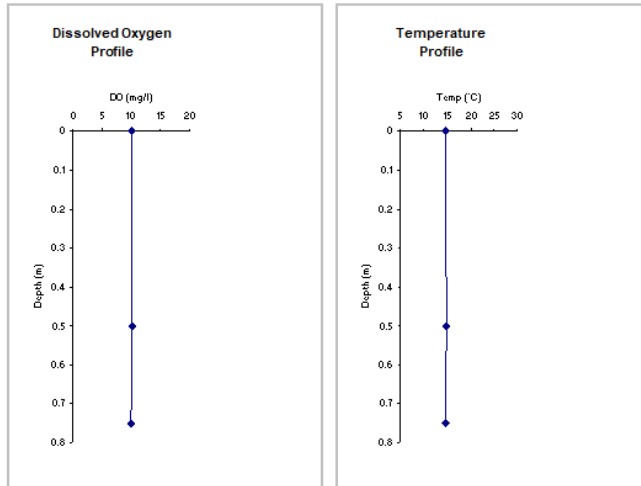 Dissolved Oxygen
Profile
DO (mg/l)
0 5 10 15 20
0
0.1
0.2
0.3
0.4
0.5
0.6
0.7
0.8
Depth (m)
Temperature
Profile
Temp (˚C)
5 10 15 20 25 30
0
0.1
0.2
0.3
0.4
0.5
0.6
0.7
0.8
Depth (m)